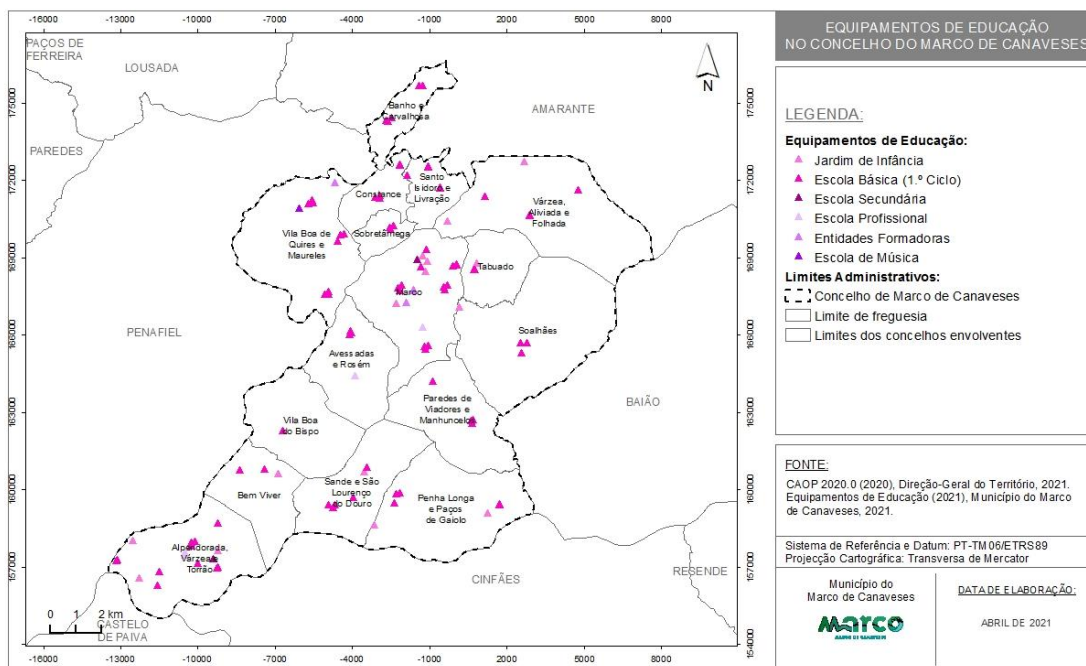 -16000 -13000 -10000 -7000 -4000 -1000 2000 5000 8000
PAÇOS DE
FERREIRA
LOUSADA
N
175000
Banho e
Carvalhosa
AMARANTE
PAREDES
172000
Santo
Isidoro e
Livração
Constance
Várzea,
Aliviada e
Folhada
Vila Boa de
Quires e
Maureles
Sobretâmega
169000
Tabuado
Marco
PENAFIEL
Soalhães
166000
Avessadas
e Rosém
BAIÃO
Paredes de
Viadores e
Manhuncelos
163000
Vila Boa
do Bispo
160000
Bem Viver
Sande e São
Lourenço
do Douro
Penha Longa
e Paços
de Gaiolo
Alpendorada,
Várzea e
Torrão
157000
CINFÃES
RESENDE
0 1 2 km
CASTELO
DE PAIVA
154000
-16000 -13000 -10000 -7000 -4000 -1000 2000 5000 8000
EQUIPAMENTOS DE EDUCAÇÃO
NO CONCELHO DO MARCO DE CANAVESES
LEGENDA:
Equipamentos de Educação:
Jardim de Infância
Escola Básica (1.º Ciclo)
Escola Secundária
Escola Profissional
Entidades Formadoras
Escola de Música
Limites Administrativos:
Concelho de Marco de Canaveses
Limite de freguesia
Limites dos concelhos envolventes
FONTE:
CAOP 2020.0 (2020), Direção-Geral do Território, 2021.
Equipamentos de Educação (2021), Município do Marco
de Canaveses, 2021.
Sistema de Referência e Datum: PT-TM06/ETRS89
Projecção Cartográfica: Transversa de Mercator
Município do
Marco de Canaveses
MARCO
MARCO DE CANAVESES
DATA DE ELABORAÇÃO:
ABRIL DE 2021